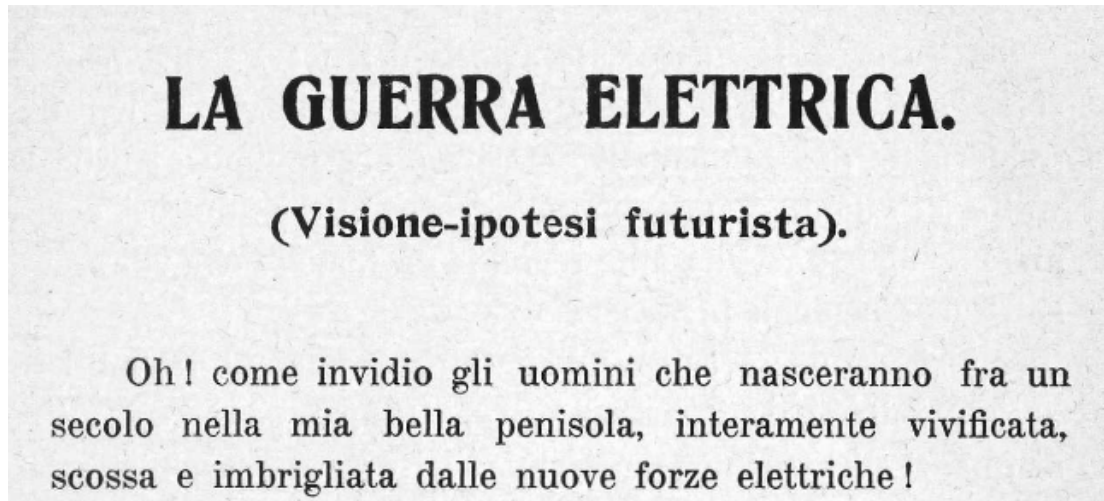 LA GUERRA ELETTRICA.
(Visione-ipotesi futurista).
Oh! come invidio gli uomini che nasceranno fra un
secolo nella mia bella penisola, interamente vivificata,
scossa e imbrigliata dalle nuove forze elettriche!